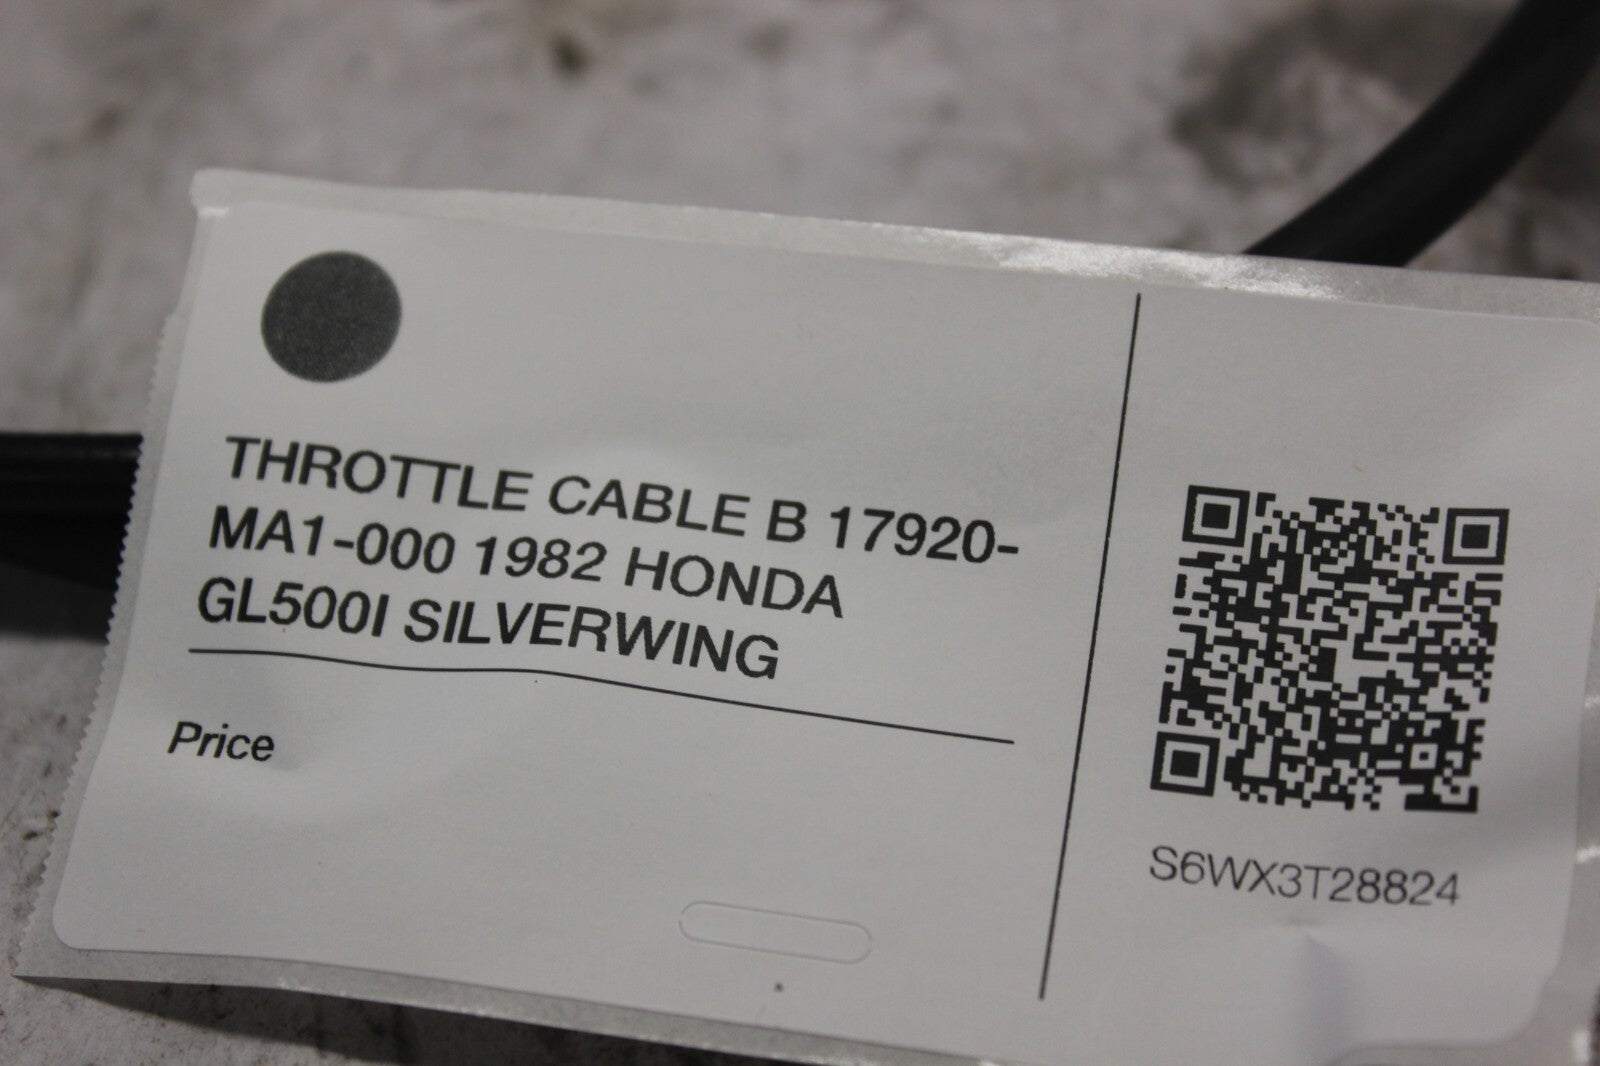 THROTTLE CABLE B 17920-
MA1-000 1982 HONDA
GL500I SILVERWING
Price
S6WX3T28824